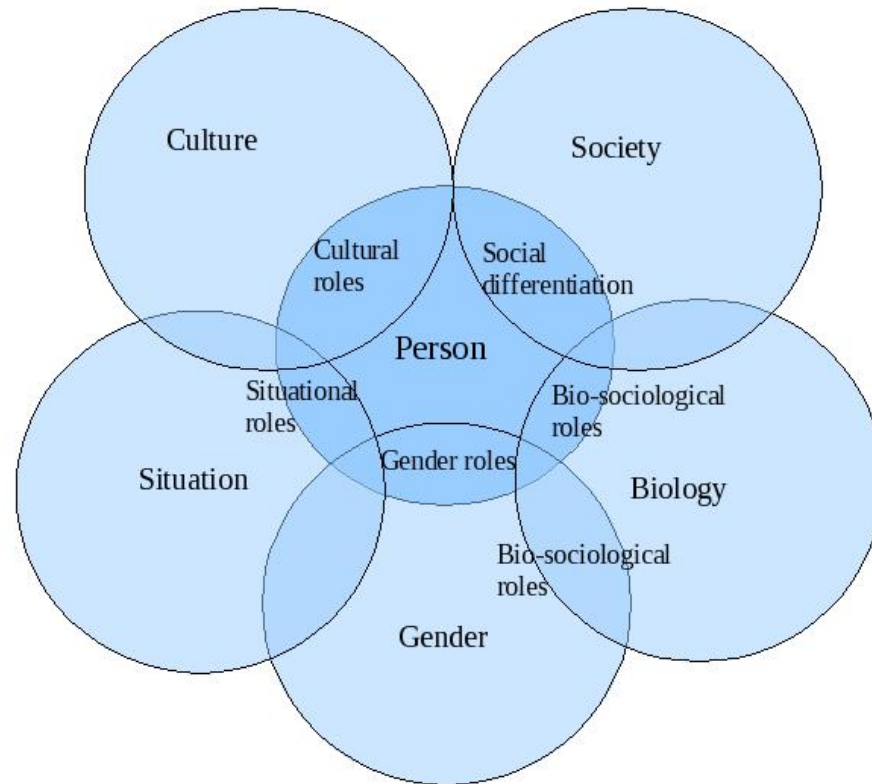 Culture
Society
Cultural
roles
Social
differentiation
Person
Situational
roles
Bio-sociological
roles
Gender roles
Situation
Biology
Bio-sociological
roles
Gender